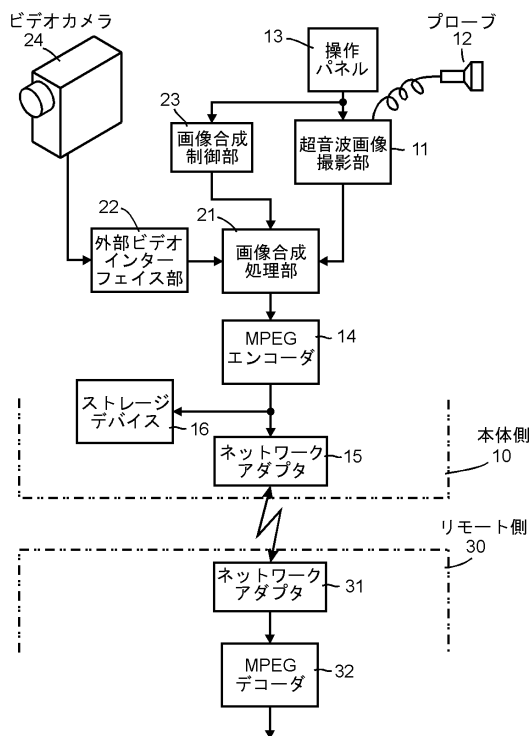 ビデオカメラ
24
13
操作
パネル
プローブ
12
23
画像合成
制御部
超音波画像
撮影部
11
22
外部ビデオ
インター
フェイス部
21
画像合成
処理部
MPEG
エンコーダ
14
ストレージ
デバイス
16
ネットワーク
アダプタ
15
本体側
10
リモート側
30
ネットワーク
アダプタ
31
MPEG
デコーダ
32